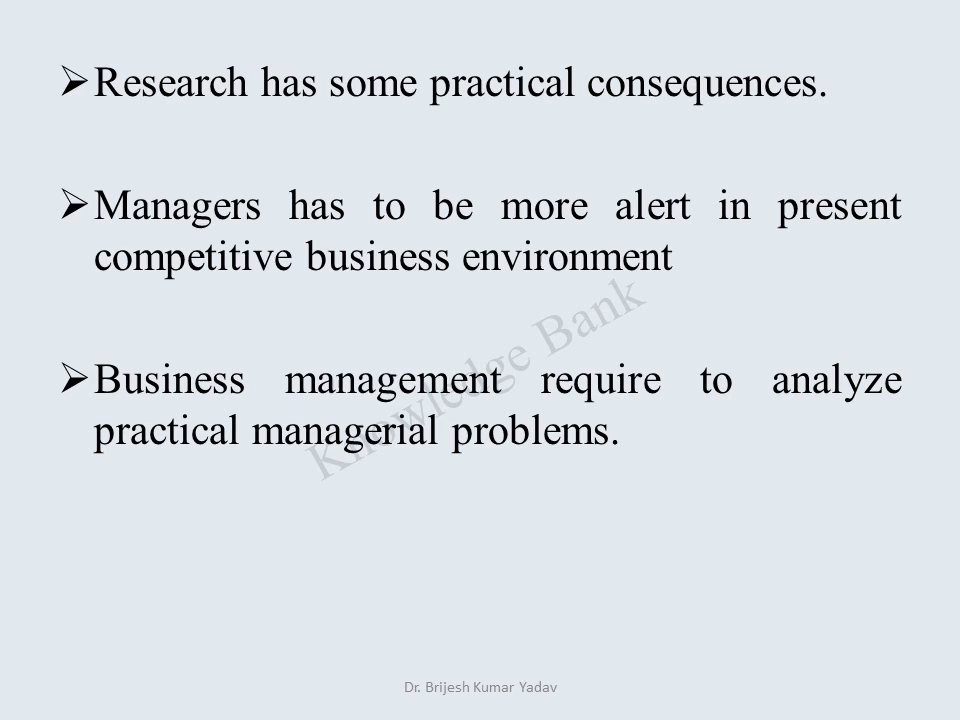 ➢Research has some practical consequences.
➢Managers has to be more alert in present
competitive business environment
➢Business management require to analyze
practical managerial problems.
Knowledge Bank
Dr. Brijesh Kumar Yadav